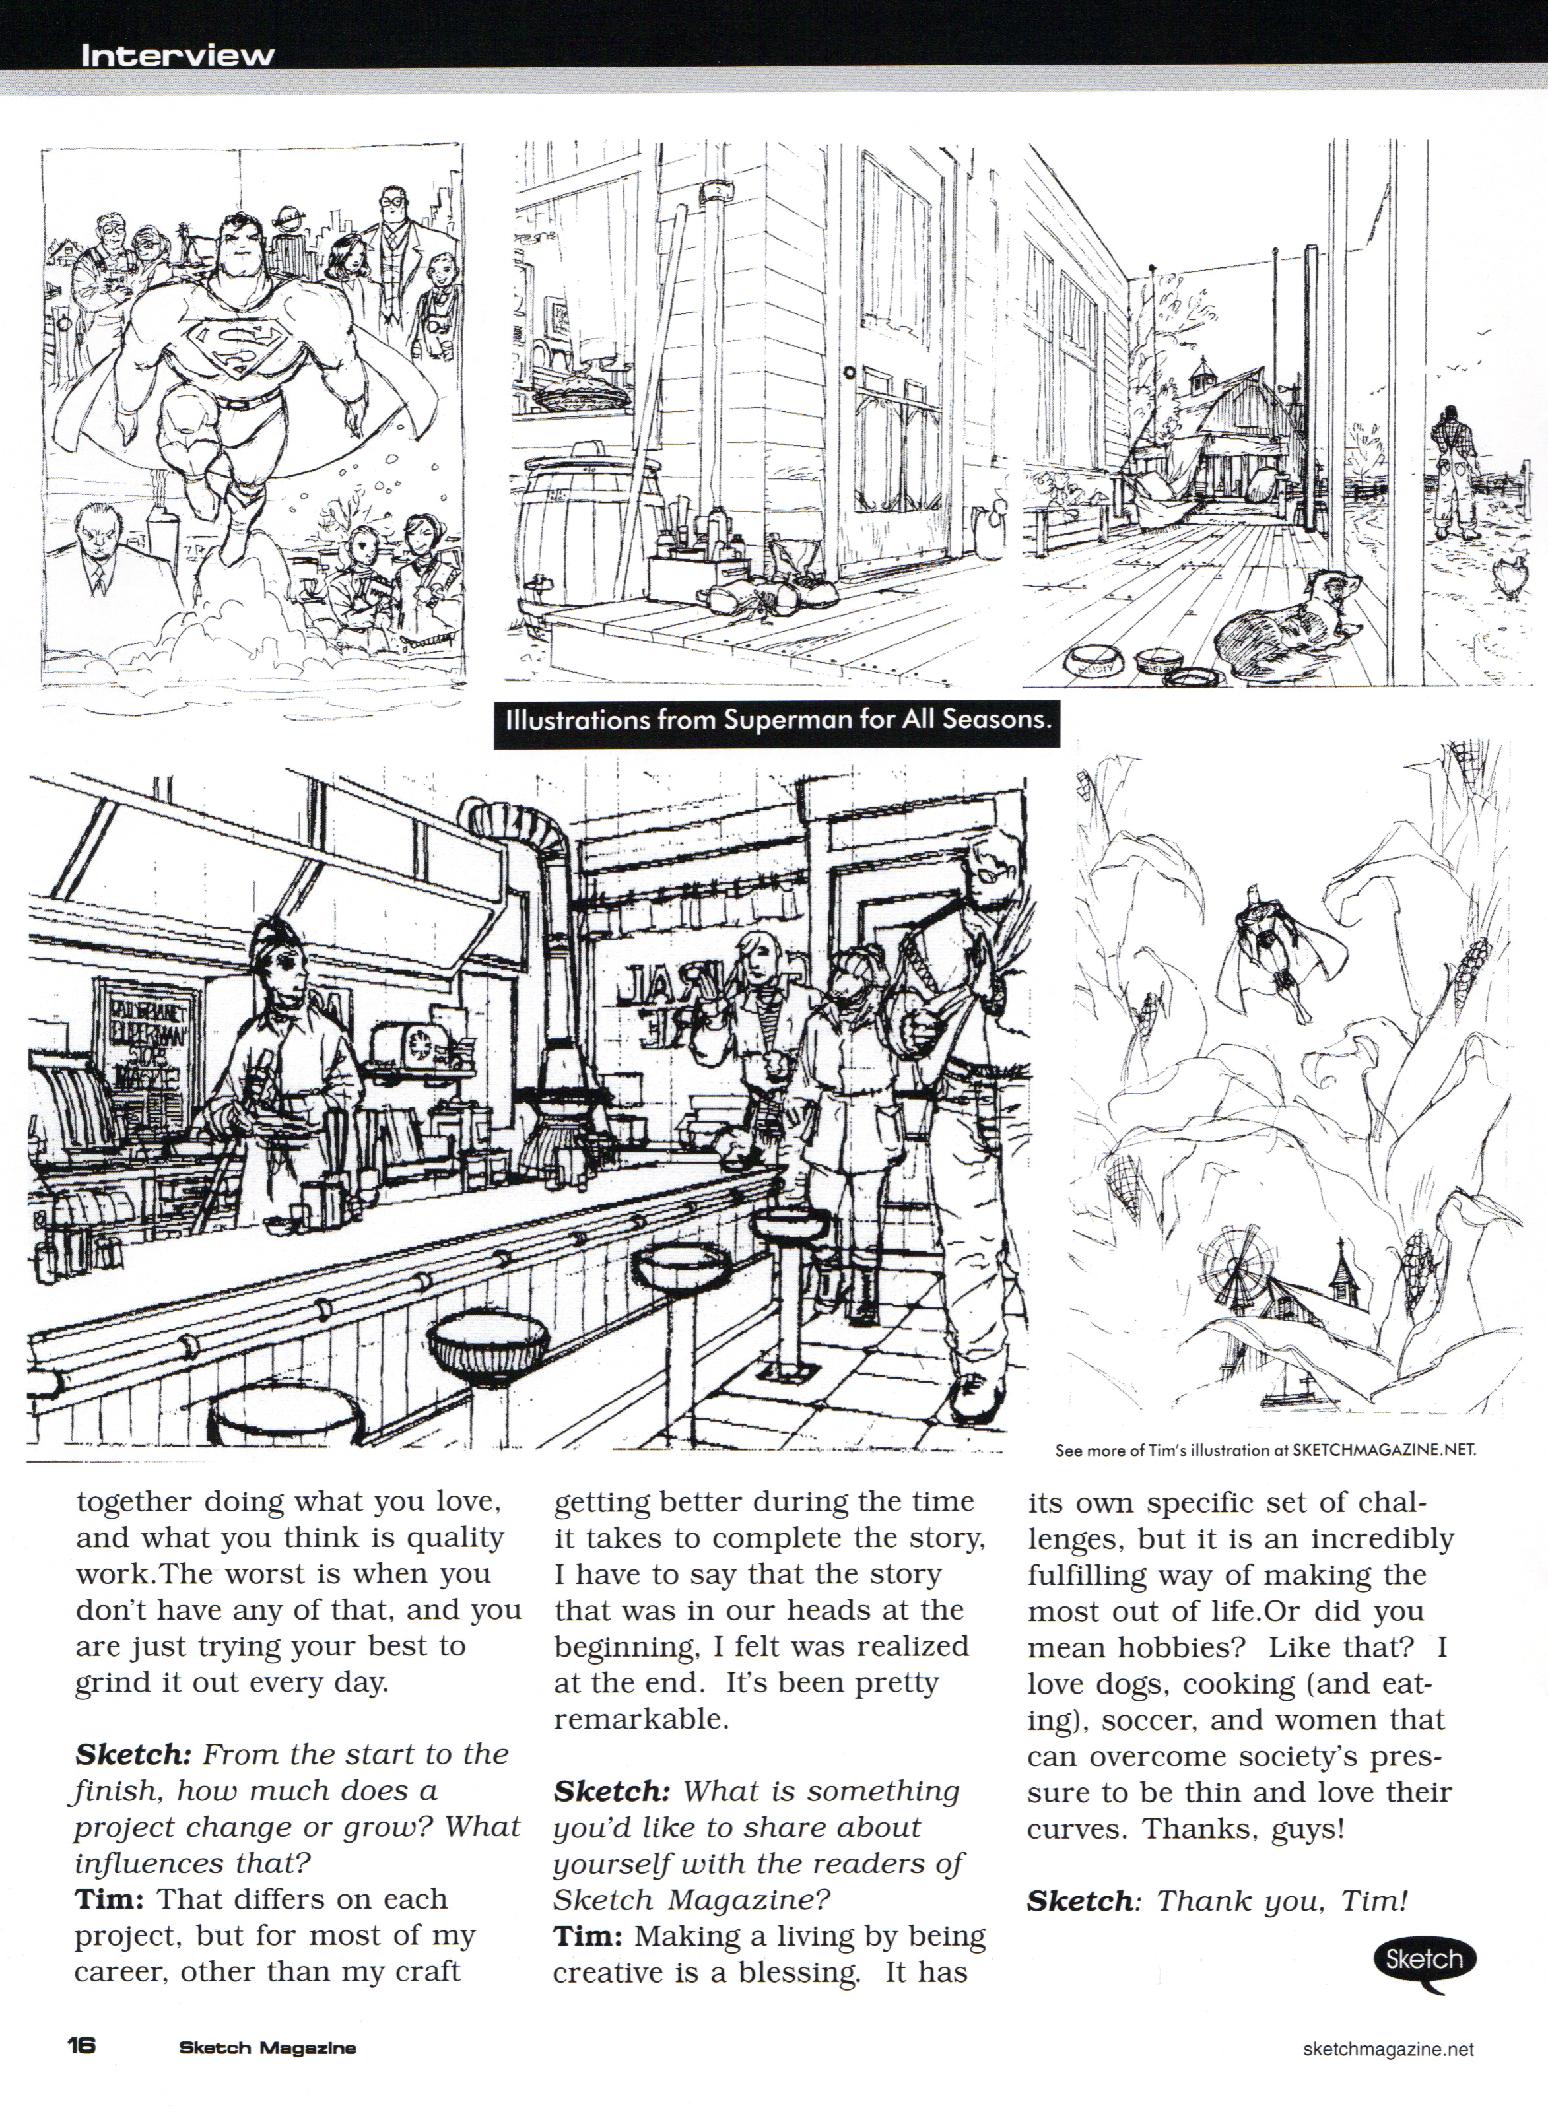 Interview
Illustrations from Superman for All Seasons.
See more of Tim's illustration at SKETCHMAGAZINE.NET.
together doing what you love,
and what you think is quality
work.The worst is when you
don't have any of that, and you
are just trying your best to
grind it out every day.
Sketch: From the start to the
finish, how much does a
project change or grow? What
influences that?
Tim: That differs on each
project, but for most of my
career, other than my craft
getting better during the time
it takes to complete the story,
I have to say that the story
that was in our heads at the
beginning, I felt was realized
at the end.  It's been pretty
remarkable.
Sketch: What is something
you'd like to share about
yourself with the readers of
Sketch Magazine?
Tim: Making a living by being
creative is a blessing.  It has
its own specific set of chal-
lenges, but it is an incredibly
fulfilling way of making the
most out of life.Or did you
mean hobbies?  Like that?  I
love dogs, cooking (and eat-
ing), soccer, and women that
can overcome society's pres-
sure to be thin and love their
curves. Thanks, guys!
Sketch: Thank you, Tim!
Sketch
16
Sketch Magazine
sketchmagazine.net